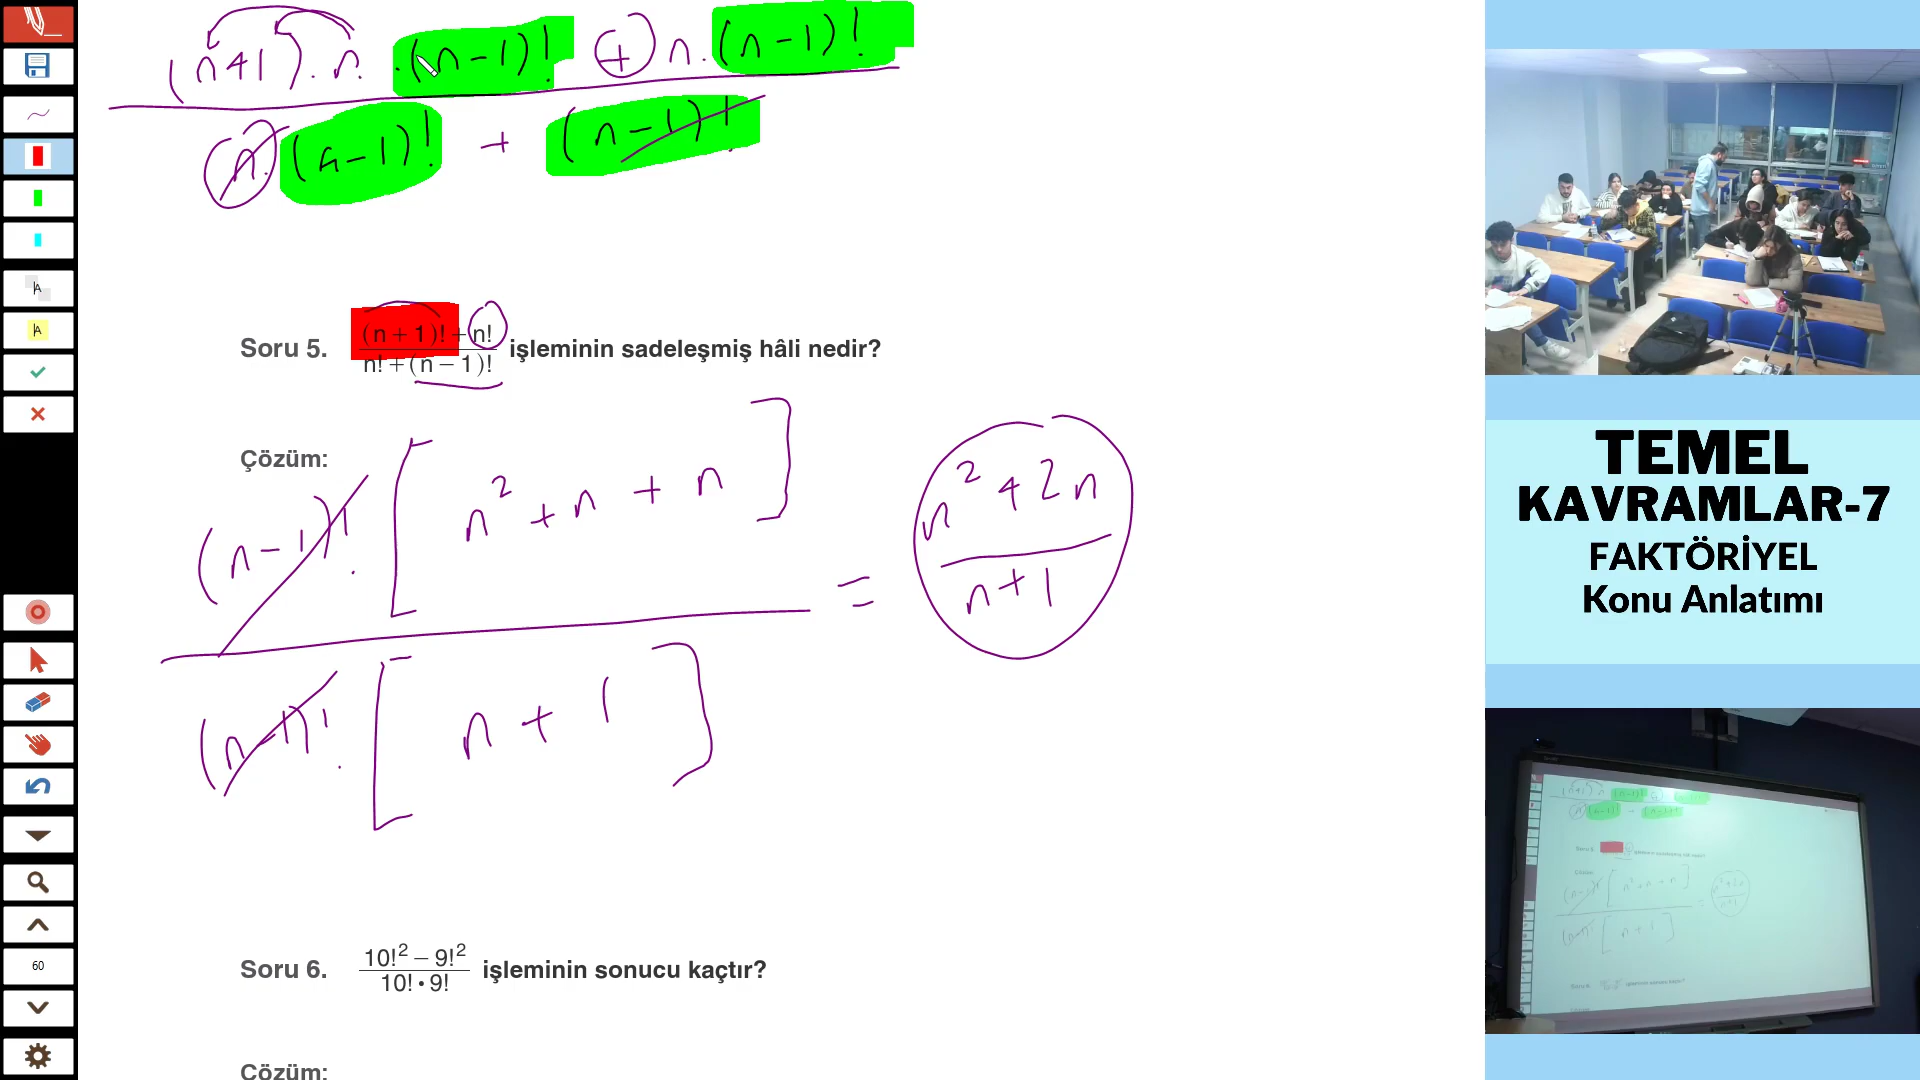 (n+1).n.(n-1)! + n.(n-1)!
n.(n-1)! + (n-1)!
Soru 5. (n + 1)! + n!
n! + (n − 1)! işleminin sadeleşmiş hâli nedir?
Çözüm:
(n-1)! [n² + n + n]
(n-1)! [n + 1]
=
n² + 2n
n + 1
Soru 6. 10!² − 9!²
10! • 9! işleminin sonucu kaçtır?
Çözüm:
60
TEMEL
KAVRAMLAR-7
FAKTÖRİYEL
Konu Anlatımı